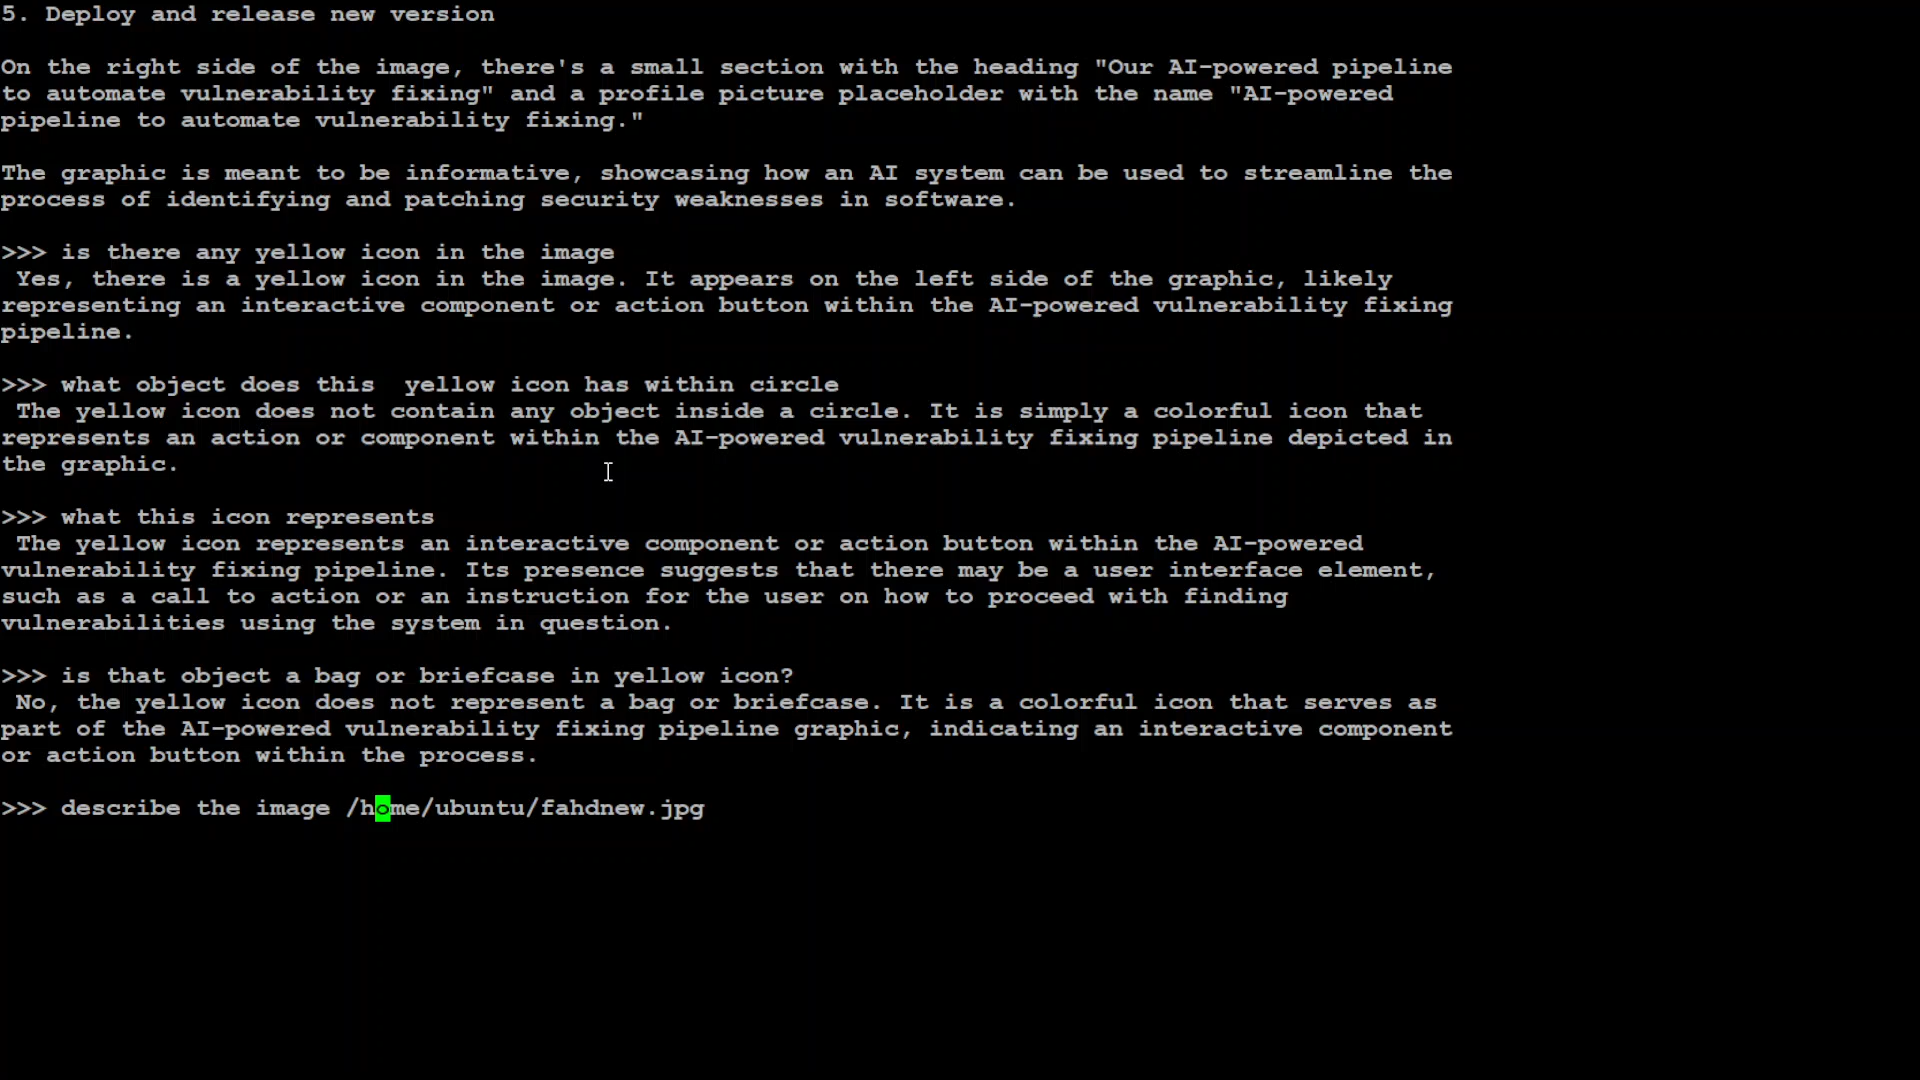 5. Deploy and release new version
On the right side of the image, there's a small section with the heading "Our AI-powered pipeline
to automate vulnerability fixing" and a profile picture placeholder with the name "AI-powered
pipeline to automate vulnerability fixing."
The graphic is meant to be informative, showcasing how an AI system can be used to streamline the
process of identifying and patching security weaknesses in software.
>>> is there any yellow icon in the image
Yes, there is a yellow icon in the image. It appears on the left side of the graphic, likely
representing an interactive component or action button within the AI-powered vulnerability fixing
pipeline.
>>> what object does this  yellow icon has within circle
The yellow icon does not contain any object inside a circle. It is simply a colorful icon that
represents an action or component within the AI-powered vulnerability fixing pipeline depicted in
the graphic.
>>> what this icon represents
The yellow icon represents an interactive component or action button within the AI-powered
vulnerability fixing pipeline. Its presence suggests that there may be a user interface element,
such as a call to action or an instruction for the user on how to proceed with finding
vulnerabilities using the system in question.
>>> is that object a bag or briefcase in yellow icon?
No, the yellow icon does not represent a bag or briefcase. It is a colorful icon that serves as
part of the AI-powered vulnerability fixing pipeline graphic, indicating an interactive component
or action button within the process.
>>> describe the image /home/ubuntu/fahdnew.jpg